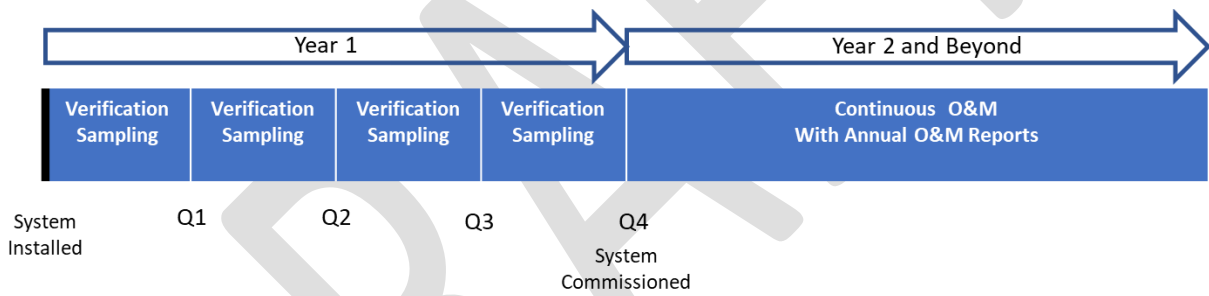 Year 1
Year 2 and Beyond
Verification
Sampling
Verification
Sampling
Verification
Sampling
Verification
Sampling
Continuous O&M
With Annual O&M Reports
System
Installed
Q1
Q2
Q3
Q4
System
Commissioned